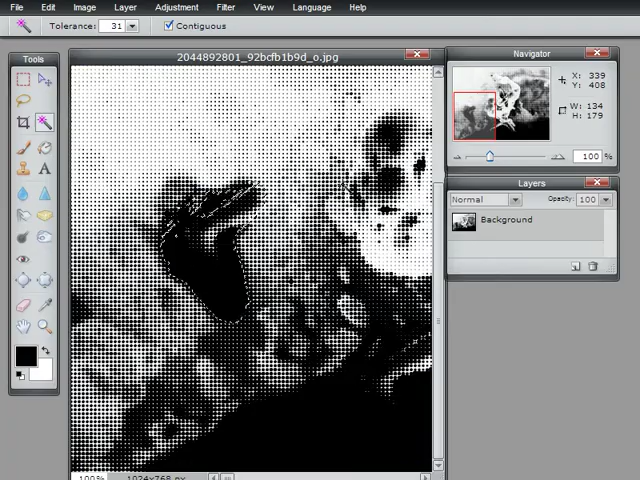 File Edit Image Layer Adjustment Filter View Language Help
Tolerance: 31 Contiguous
Tools
2044892801_92bcfb1b9d_o.jpg
Navigator
X: 339
Y: 408
W: 134
H: 179
100 %
Layers
Normal Opacity: 100
Background
A
100% 1024x768 px